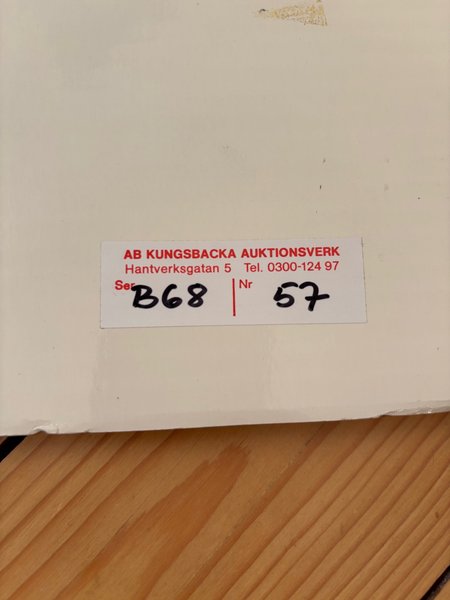 AB KUNGSBACKA AUKTIONSVERK
Hantverksgatan 5 Tel. 0300-124 97
Ser B68 Nr 57